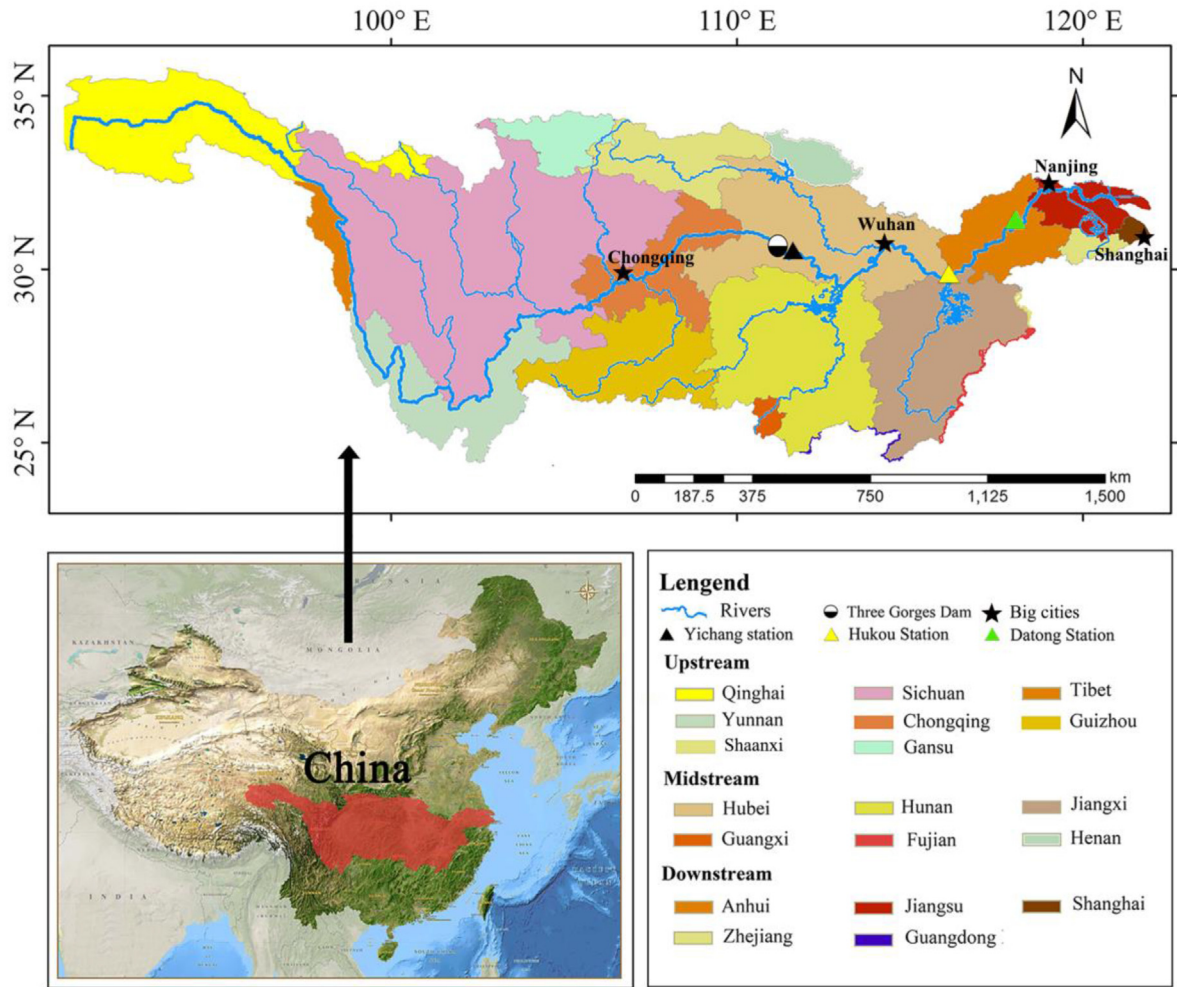 100° E 110° E 120° E
35° N
30° N
25° N
N
Nanjing
Wuhan
Chongqing
Shanghai
km
0 187.5 375 750 1,125 1,500
Lengend
Rivers Three Gorges Dam Big cities
Yichang station Hukou Station Datong Station
Upstream
Qinghai Sichuan Tibet
Yunnan Chongqing Guizhou
Shaanxi Gansu
Midstream
Hubei Hunan Jiangxi
Guangxi Fujian Henan
Downstream
Anhui Jiangsu Shanghai
Zhejiang Guangdong
RUSSIA
KAZAKHSTAN
MONGOLIA
China
INDIA